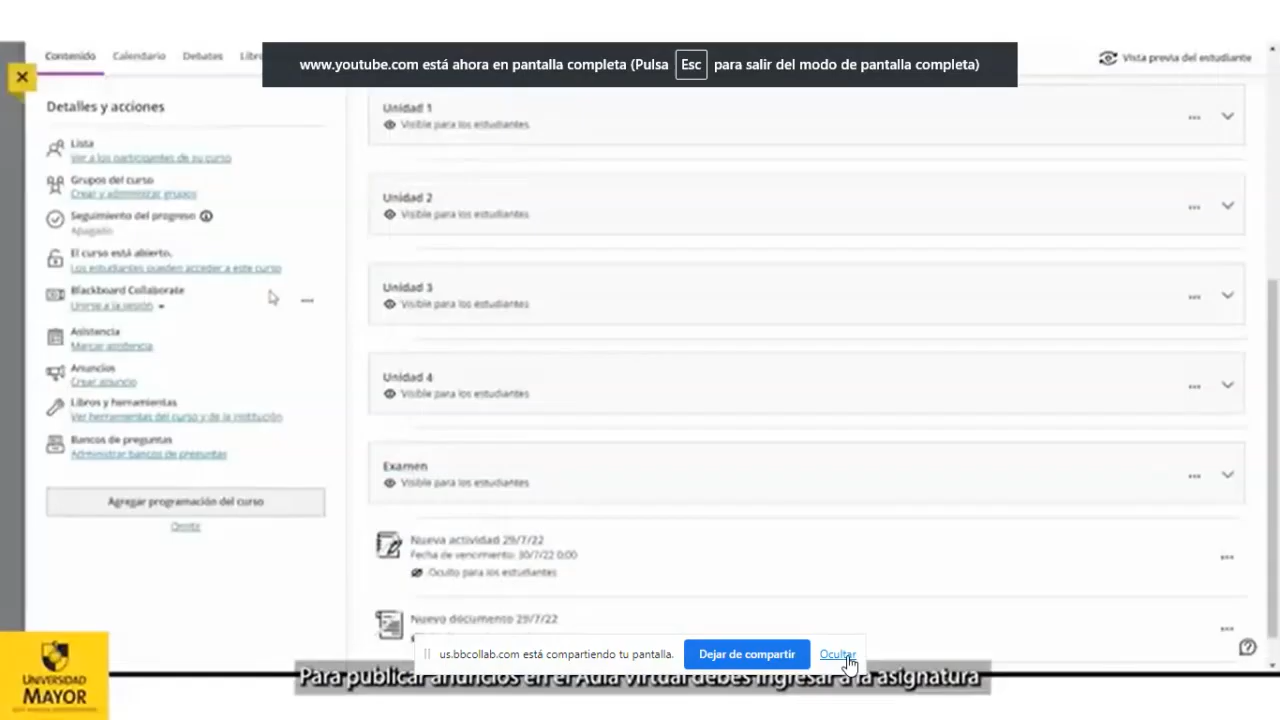 Contenido Calendario Debates
www.youtube.com está ahora en pantalla completa (Pulsa Esc para salir del modo de pantalla completa)
Vista previa del estudiante
Detalles y acciones
Lista
Ver a los participantes de su curso
Grupos del curso
Crear y administrar grupos
Seguimiento del progreso
Apagado
El curso está abierto.
Los estudiantes pueden acceder a este curso
Blackboard Collaborate
Unirse a la sesión
Asistencia
Marcar asistencia
Anuncios
Crear anuncio
Libros y herramientas
Ver herramientas del curso y de la institución
Bancos de preguntas
Administrar bancos de preguntas
Agregar programación del curso
Omitir
Unidad 1
Visible para los estudiantes
Unidad 2
Visible para los estudiantes
Unidad 3
Visible para los estudiantes
Unidad 4
Visible para los estudiantes
Examen
Visible para los estudiantes
Nueva actividad 29/7/22
Fecha de vencimiento: 30/7/22 0:00
Oculto para los estudiantes
Nuevo documento 29/7/22
us.bbcollab.com está compartiendo tu pantalla.
Dejar de compartir
Ocultar
Para publicar anuncios en el Aula virtual debes ingresar a la asignatura
UNIVERSIDAD
MAYOR